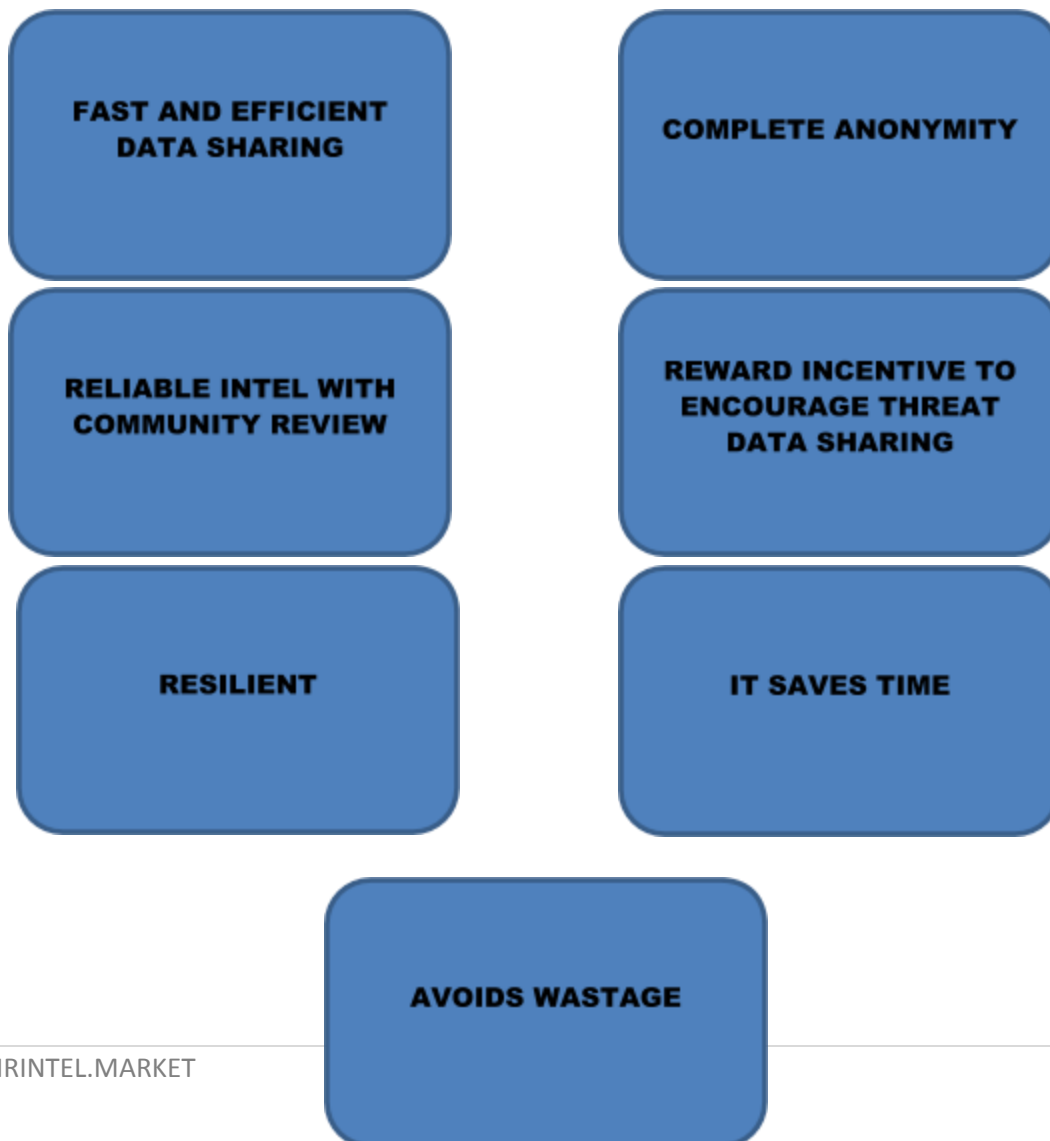 FAST AND EFFICIENT
DATA SHARING
COMPLETE ANONYMITY
RELIABLE INTEL WITH
COMMUNITY REVIEW
REWARD INCENTIVE TO
ENCOURAGE THREAT
DATA SHARING
RESILIENT
IT SAVES TIME
AVOIDS WASTAGE
RINTEL.MARKET